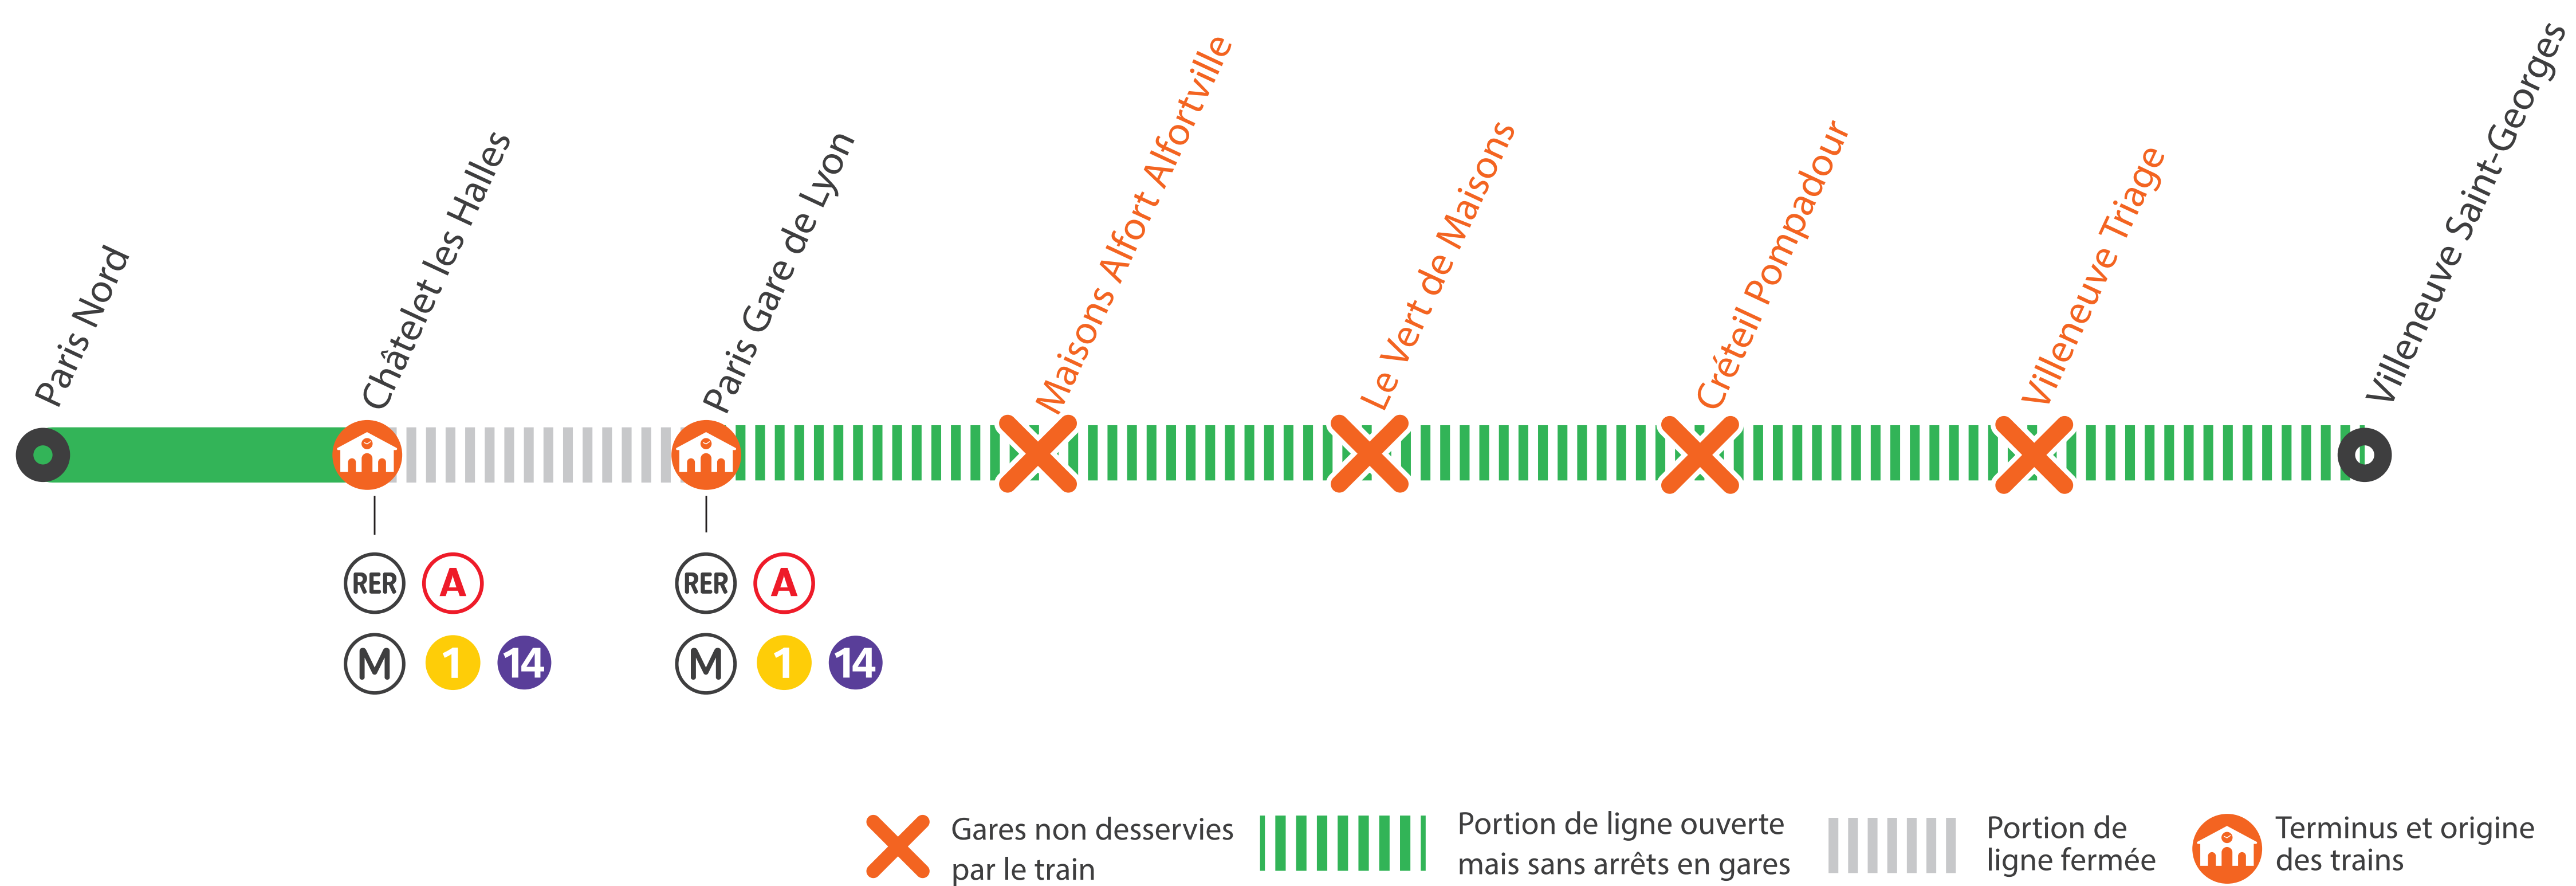 Paris Nord
Châtelet les Halles
Paris Gare de Lyon
Maisons Alfort Alfortville
Le Vert de Maisons
Créteil Pompadour
Villeneuve Triage
Villeneuve Saint-Georges
RER A
M 1 14
RER A
M 1 14
Gares non desservies
par le train
Portion de ligne ouverte
mais sans arrêts en gares
Portion de
ligne fermée
Terminus et origine
des trains